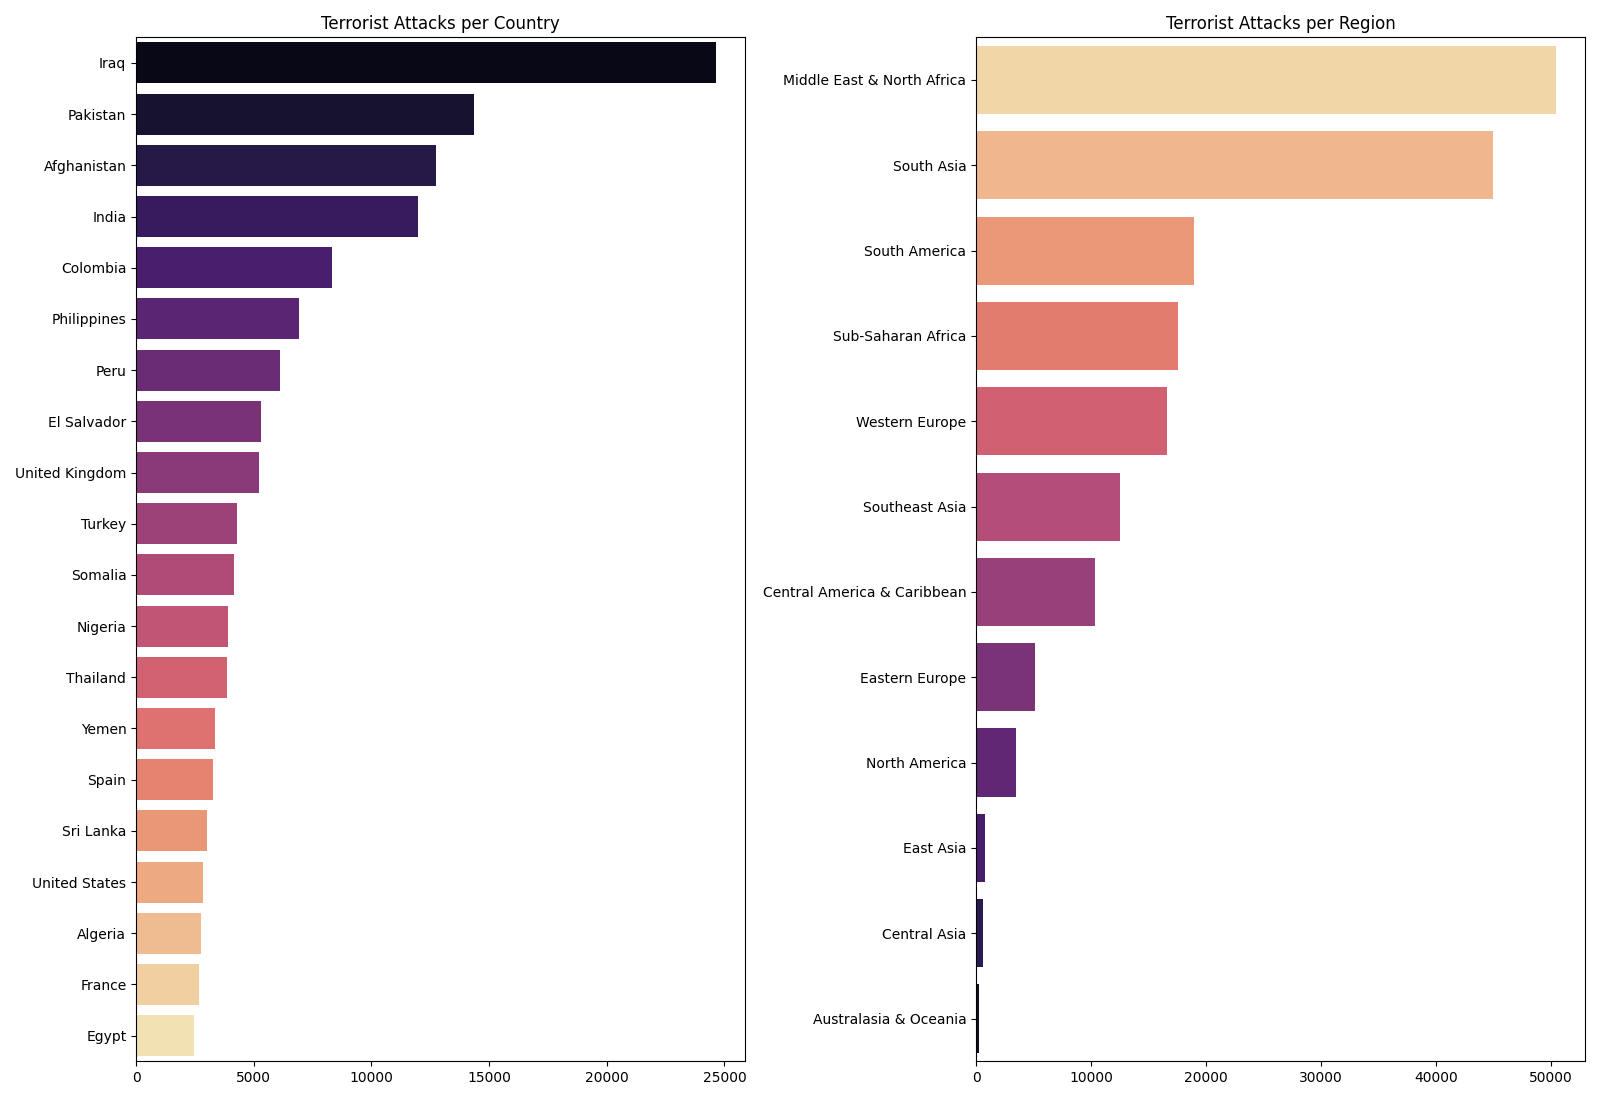 Terrorist Attacks per Country
Iraq
Pakistan
Afghanistan
India
Colombia
Philippines
Peru
El Salvador
United Kingdom
Turkey
Somalia
Nigeria
Thailand
Yemen
Spain
Sri Lanka
United States
Algeria
France
Egypt
0 5000 10000 15000 20000 25000
Terrorist Attacks per Region
Middle East & North Africa
South Asia
South America
Sub-Saharan Africa
Western Europe
Southeast Asia
Central America & Caribbean
Eastern Europe
North America
East Asia
Central Asia
Australasia & Oceania
0 10000 20000 30000 40000 50000